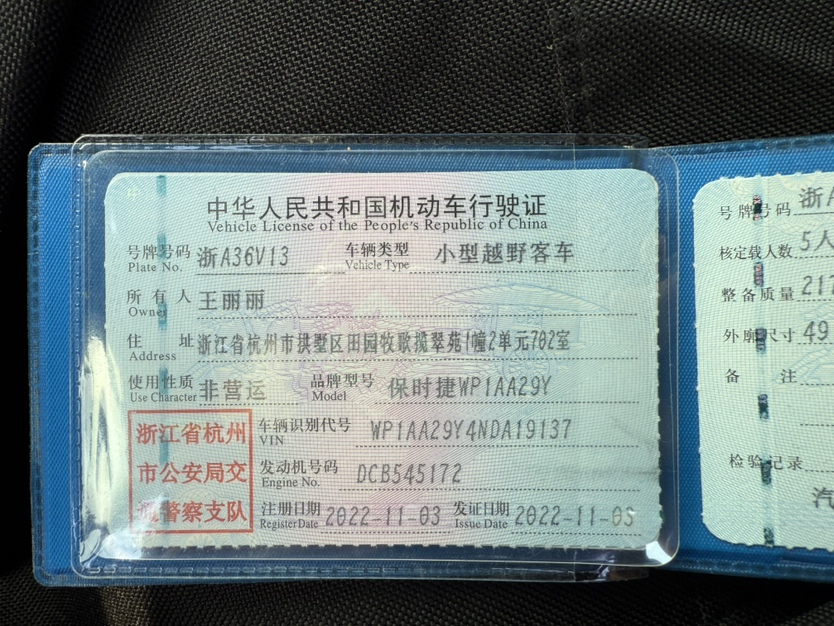 中华人民共和国机动车行驶证
Vehicle License of the People's Republic of China
号牌号码 浙A36V13 车辆类型 小型越野客车
Plate No. Vehicle Type
所有人 王丽丽
Owner
住址 浙江省杭州市拱墅区田园牧歌揽翠苑1幢2单元702室
Address
使用性质 非营运 品牌型号 保时捷WP1AA29Y
Use Character Model
浙江省杭州
市公安局交
通警察支队
车辆识别代号 WP1AA29Y4NDA19137
VIN
发动机号码 DCB545172
Engine No.
注册日期 2022-11-03 发证日期 2022-11-03
Register Date Issue Date
号牌号码 浙A
核定载人数 5人
整备质量 217
外廓尺寸 49
备注
检验记录
汽